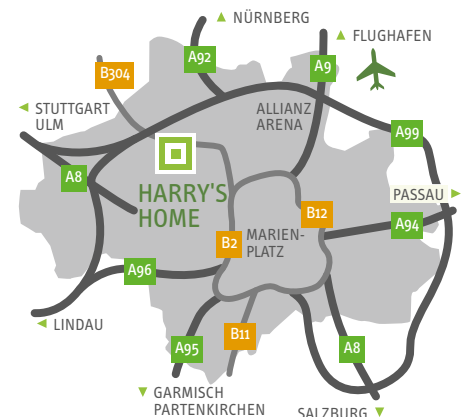 NÜRNBERG
FLUGHAFEN
A92
A9
B304
STUTTGART
ULM
ALLIANZ
ARENA
A99
A8
HARRY'S
HOME
PASSAU
B12
A94
MARIEN-
PLATZ
B2
A96
LINDAU
A95
B11
A8
GARMISCH
PARTENKIRCHEN
SALZBURG